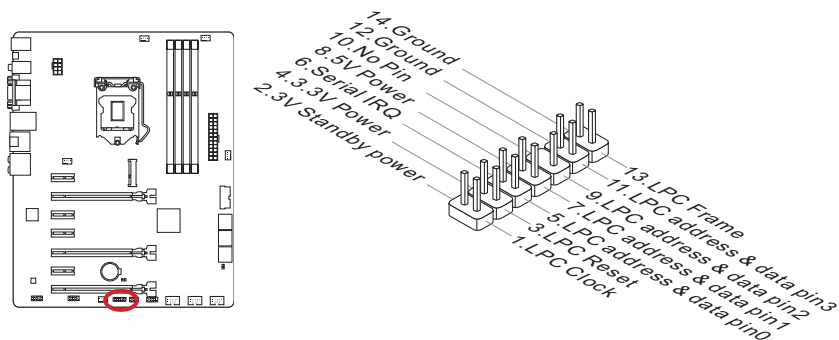 14.Ground
12.Ground
10.No Pin
8.5V Power
6.Serial IRQ
4.3.3V Power
2.3V Standby power
13.LPC Frame
11.LPC address & data pin3
9.LPC address & data pin2
7.LPC address & data pin1
5.LPC address & data pin0
3.LPC Reset
1.LPC Clock